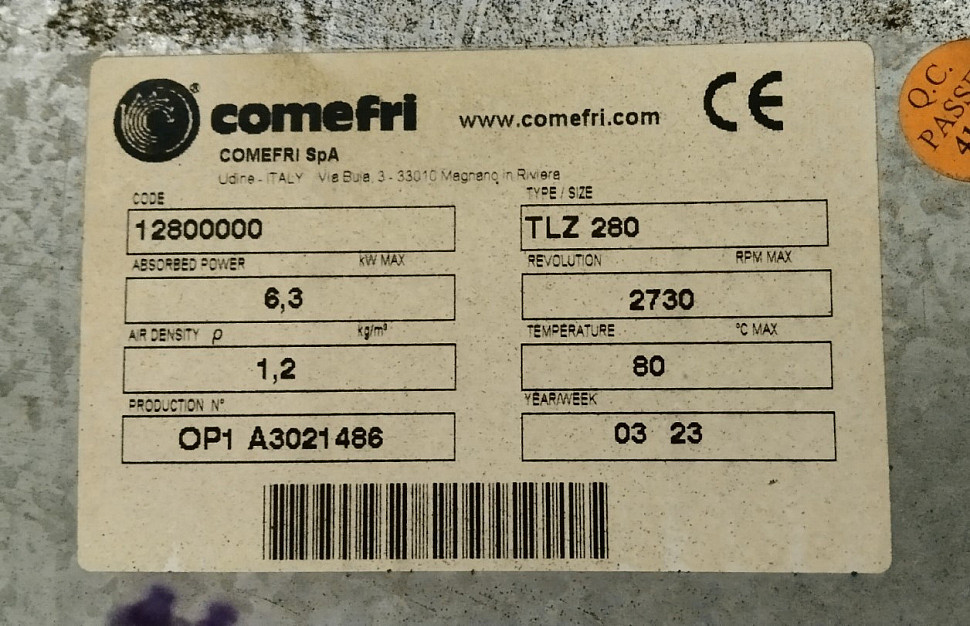 comefri® www.comefri.com CE
COMEFRI SpA
Udine - ITALY Via Buja, 3 - 33010 Magnano in Riviera
CODE TYPE / SIZE
12800000 TLZ 280
ABSORBED POWER kW MAX REVOLUTION RPM MAX
6,3 2730
AIR DENSITY ρ kg/m³ TEMPERATURE °C MAX
1,2 80
PRODUCTION N° YEAR/WEEK
OP1 A3021486 03 23
Q.C.